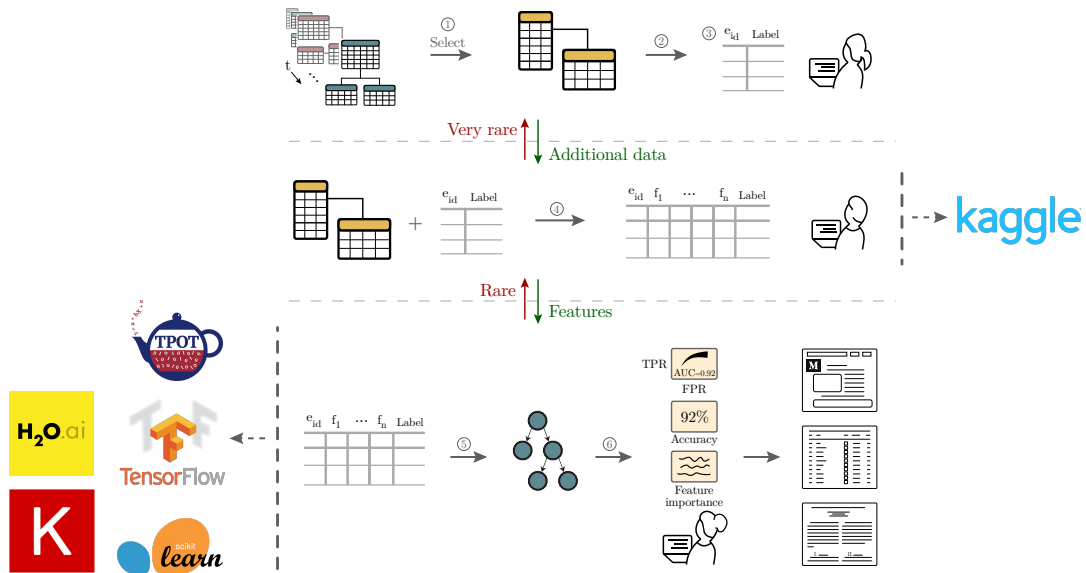 ①
Select
t
②
③ e_id Label
Very rare
Additional data
e_id Label
+
④
e_id f_1 ... f_n Label
kaggle
Rare
Features
TPOT
H2O.ai
TensorFlow
K
scikit
learn
e_id f_1 ... f_n Label
⑤
⑥
TPR
AUC=0.92
FPR
92%
Accuracy
Feature
importance
M
I.
II.